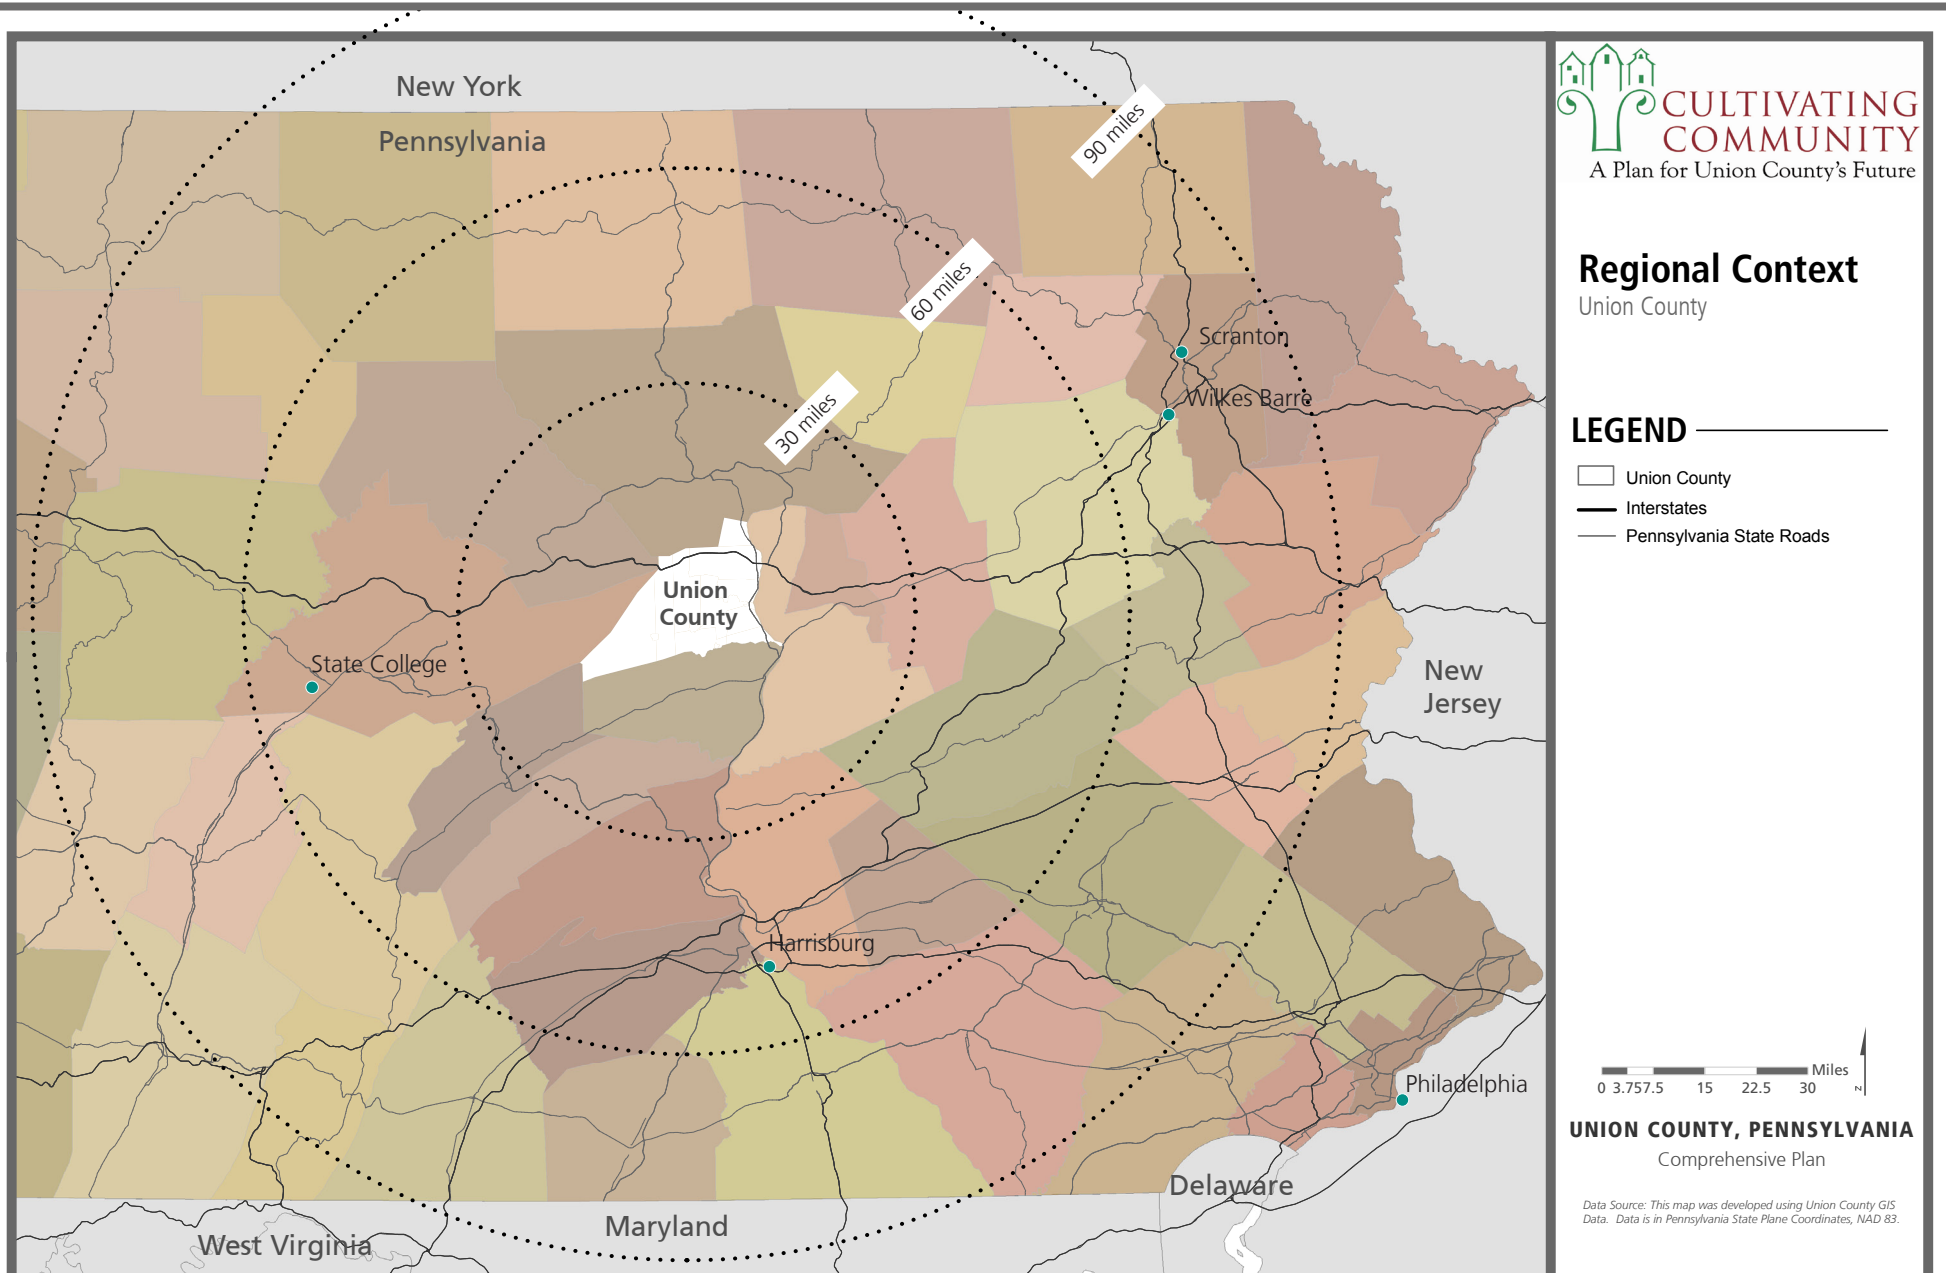 New York
Pennsylvania
90 miles
60 miles
30 miles
Scranton
Wilkes Barre
Union
County
State College
New
Jersey
Harrisburg
Philadelphia
Delaware
Maryland
West Virginia
CULTIVATING
COMMUNITY
A Plan for Union County's Future
Regional Context
Union County
LEGEND
Union County
Interstates
Pennsylvania State Roads
Miles
0 3.75 7.5 15 22.5 30
z
UNION COUNTY, PENNSYLVANIA
Comprehensive Plan
Data Source: This map was developed using Union County GIS
Data. Data is in Pennsylvania State Plane Coordinates, NAD 83.